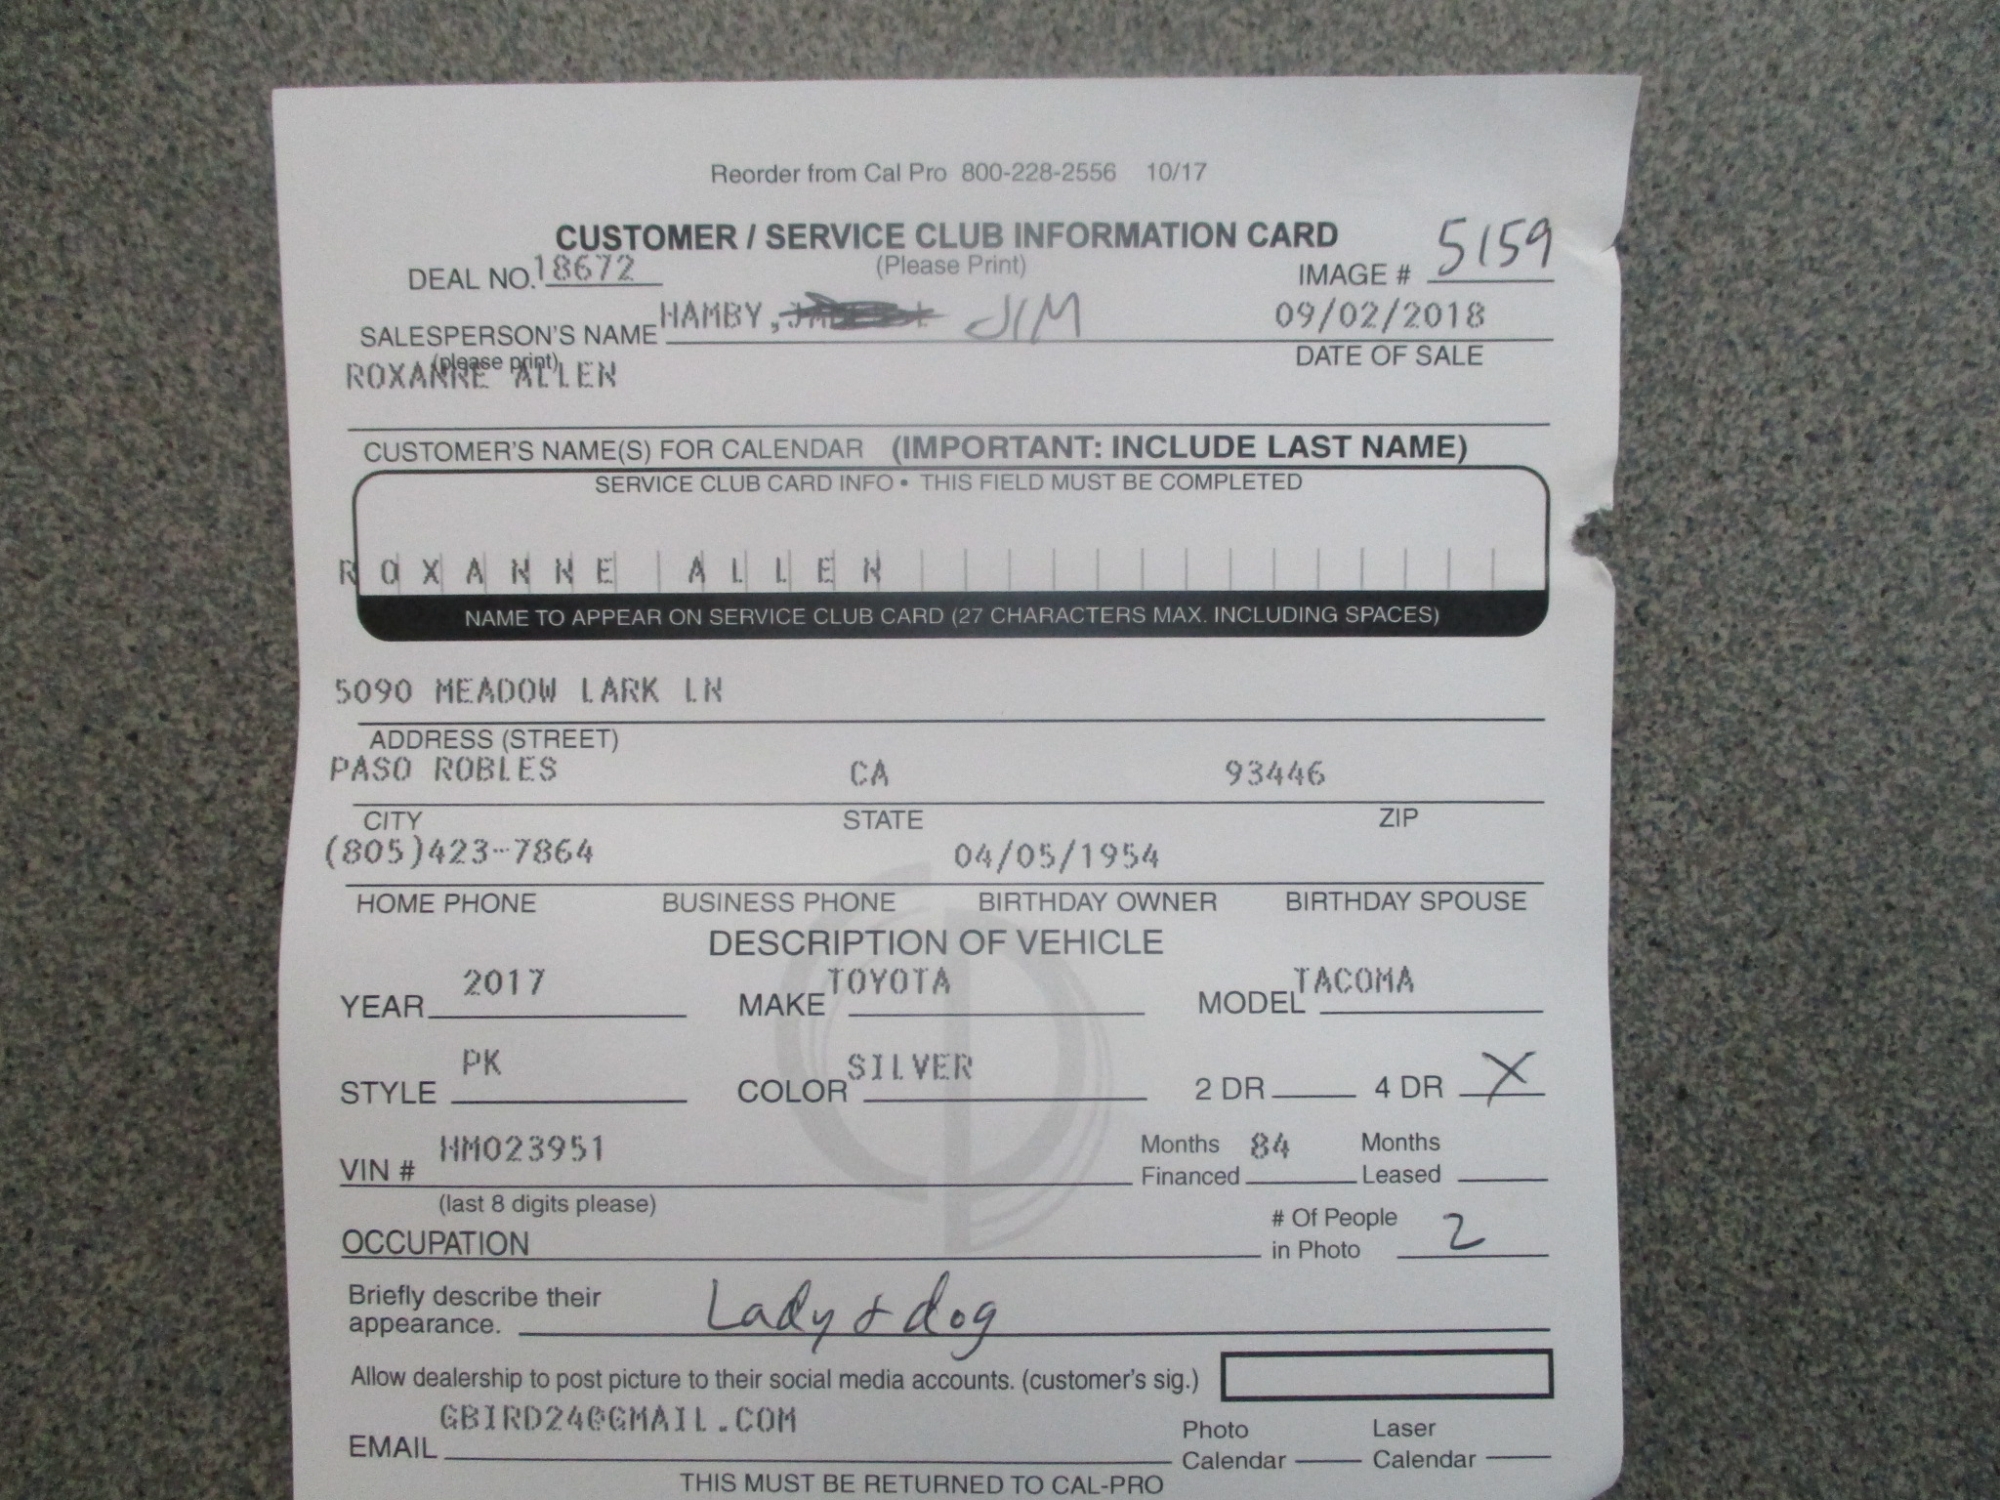 Reorder from Cal Pro 800-228-2556 10/17
CUSTOMER / SERVICE CLUB INFORMATION CARD
(Please Print)
DEAL NO. 18672
IMAGE # 5159
SALESPERSON'S NAME HAMBY, JIM
(please print)
09/02/2018
DATE OF SALE
ROXANNE ALLEN
CUSTOMER'S NAME(S) FOR CALENDAR (IMPORTANT: INCLUDE LAST NAME)
SERVICE CLUB CARD INFO • THIS FIELD MUST BE COMPLETED
ROXANNE ALLEN
NAME TO APPEAR ON SERVICE CLUB CARD (27 CHARACTERS MAX. INCLUDING SPACES)
5090 MEADOW LARK LN
ADDRESS (STREET)
PASO ROBLES CA 93446
CITY STATE ZIP
(805)423-7864 04/05/1954
HOME PHONE BUSINESS PHONE BIRTHDAY OWNER BIRTHDAY SPOUSE
DESCRIPTION OF VEHICLE
YEAR 2017 MAKE TOYOTA MODEL TACOMA
STYLE PK COLOR SILVER 2 DR 4 DR X
VIN # HM023951
(last 8 digits please)
Months Financed 84
Months Leased
OCCUPATION
# Of People in Photo 2
Briefly describe their
appearance. Lady & dog
Allow dealership to post picture to their social media accounts. (customer's sig.)
EMAIL GBIRD24@GMAIL.COM
Photo Calendar
Laser Calendar
THIS MUST BE RETURNED TO CAL-PRO